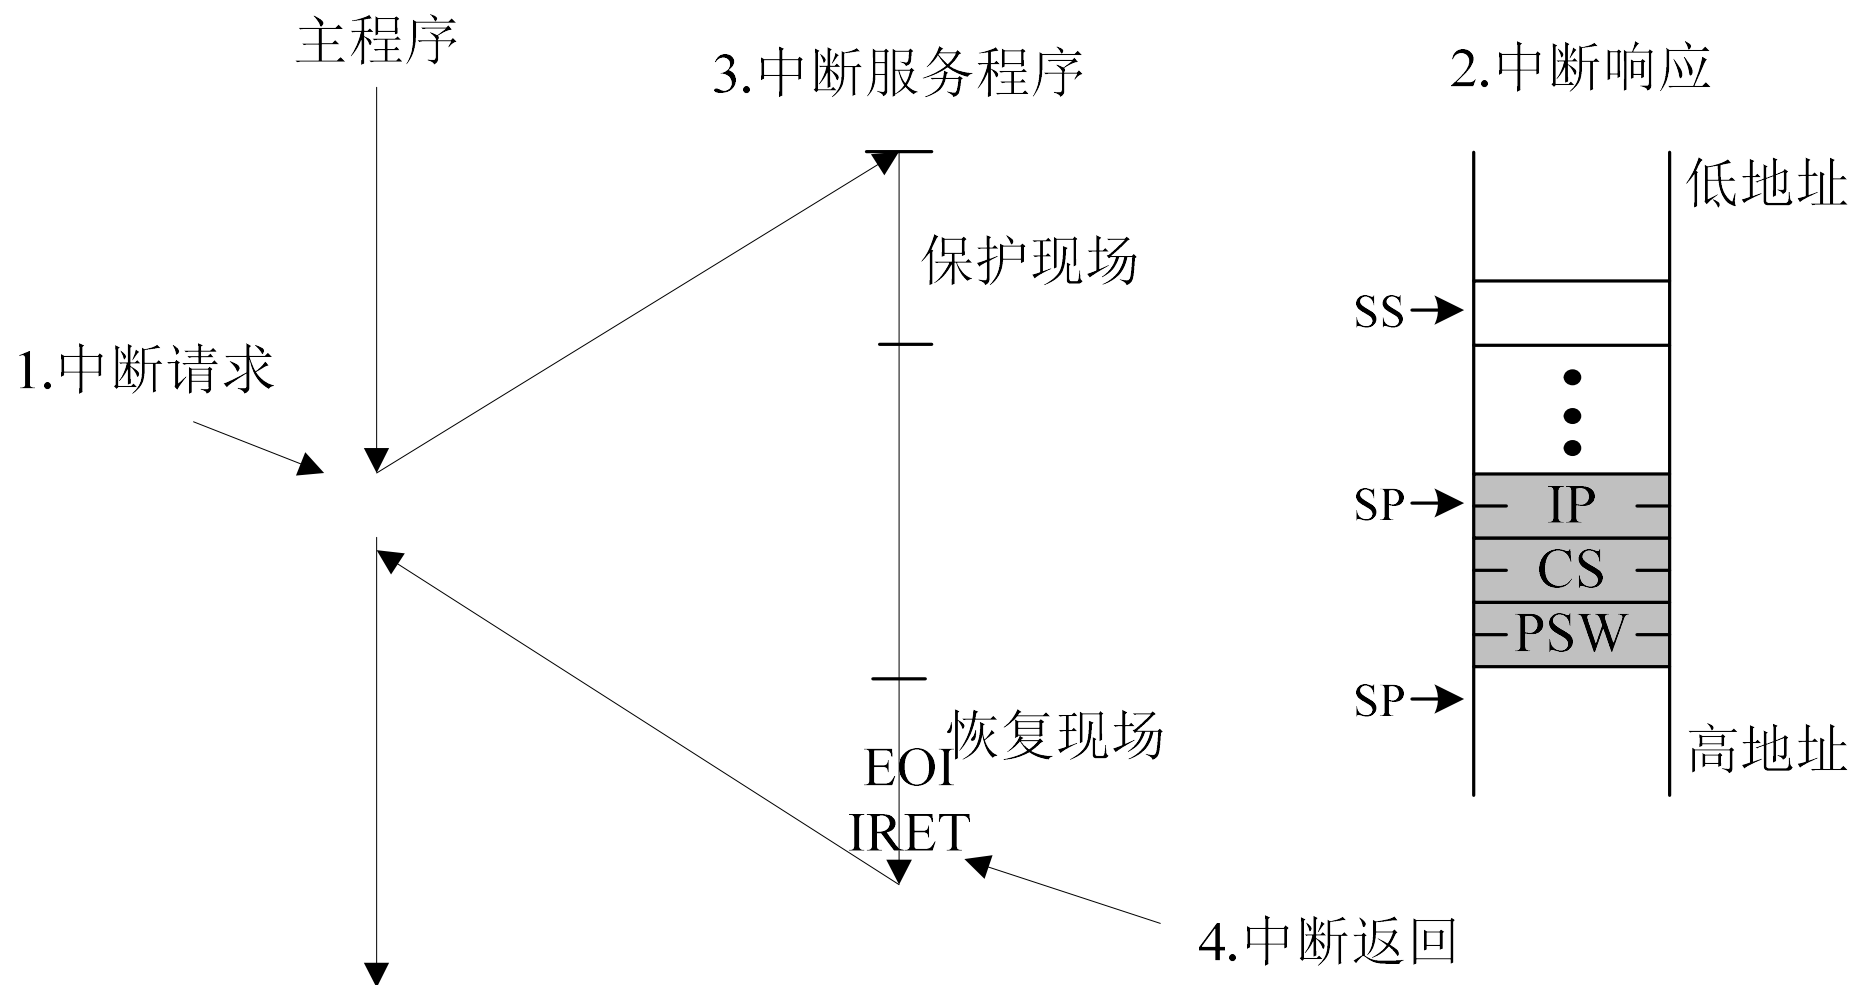 主程序
3.中断服务程序
2.中断响应
低地址
保护现场
SS
1.中断请求
SP
IP
CS
PSW
SP
恢复现场
高地址
EOI
IRET
4.中断返回